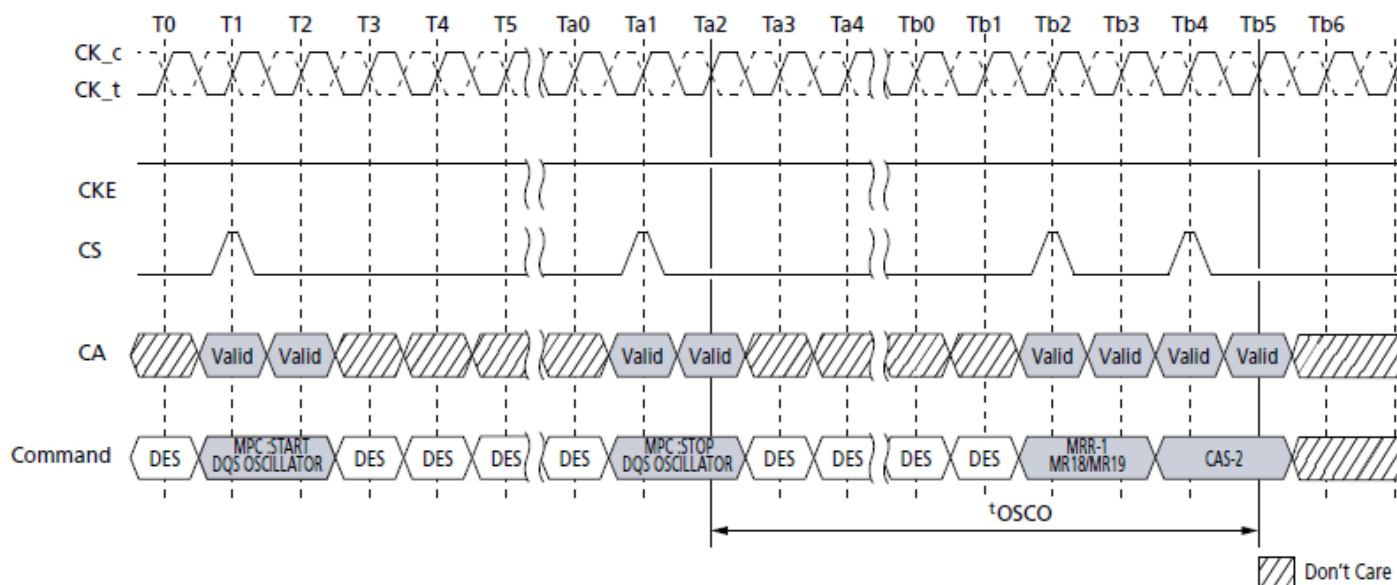 T0 T1 T2 T3 T4 T5 Ta0 Ta1 Ta2 Ta3 Ta4 Tb0 Tb1 Tb2 Tb3 Tb4 Tb5 Tb6
CK_c
CK_t
CKE
CS
CA Valid Valid Valid Valid Valid Valid Valid Valid
Command DES MPC :START DQS OSCILLATOR DES DES DES DES MPC :STOP DQS OSCILLATOR DES DES DES DES MRR-1 MR18/MR19 CAS-2
tOSCO
Don't Care